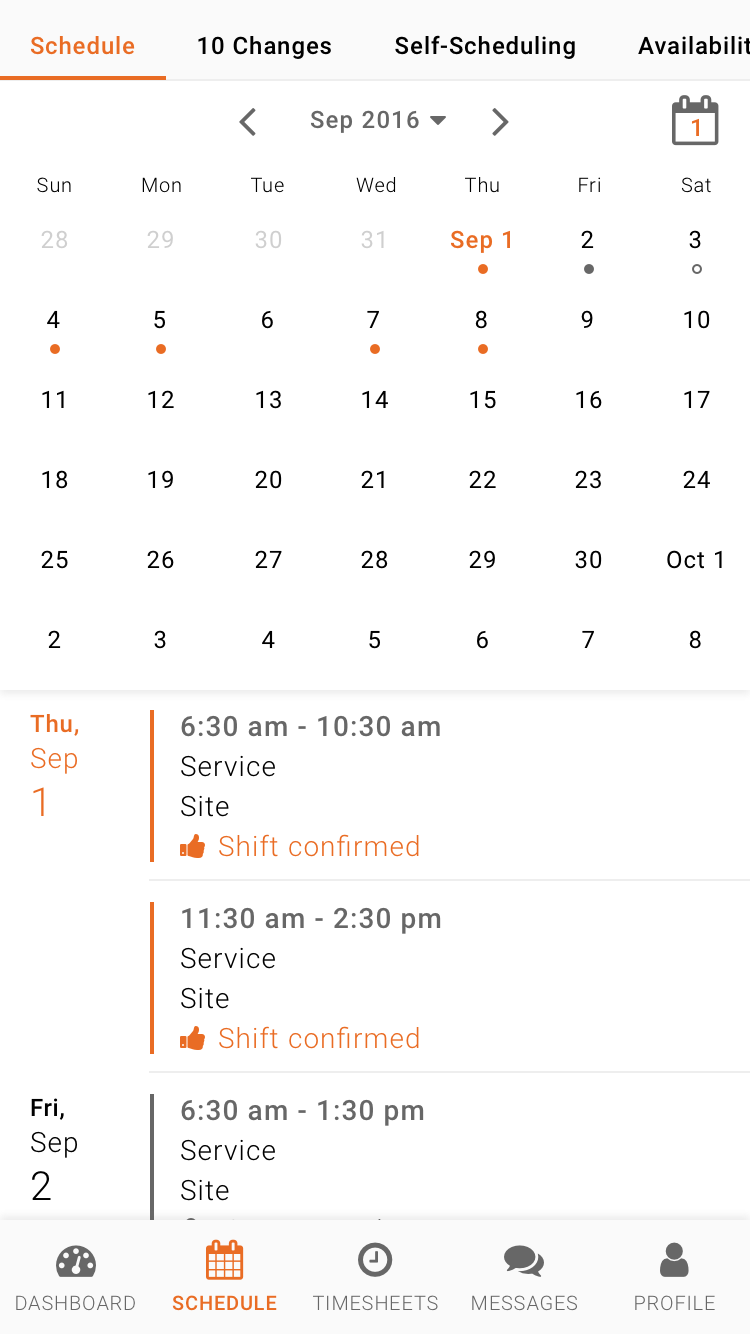 Schedule 10 Changes Self-Scheduling Availabilit
Sep 2016 1
Sun Mon Tue Wed Thu Fri Sat
28 29 30 31 Sep 1 2 3
4 5 6 7 8 9 10
11 12 13 14 15 16 17
18 19 20 21 22 23 24
25 26 27 28 29 30 Oct 1
2 3 4 5 6 7 8
Thu,
Sep
1
6:30 am - 10:30 am
Service
Site
Shift confirmed
11:30 am - 2:30 pm
Service
Site
Shift confirmed
Fri,
Sep
2
6:30 am - 1:30 pm
Service
Site
DASHBOARD SCHEDULE TIMESHEETS MESSAGES PROFILE